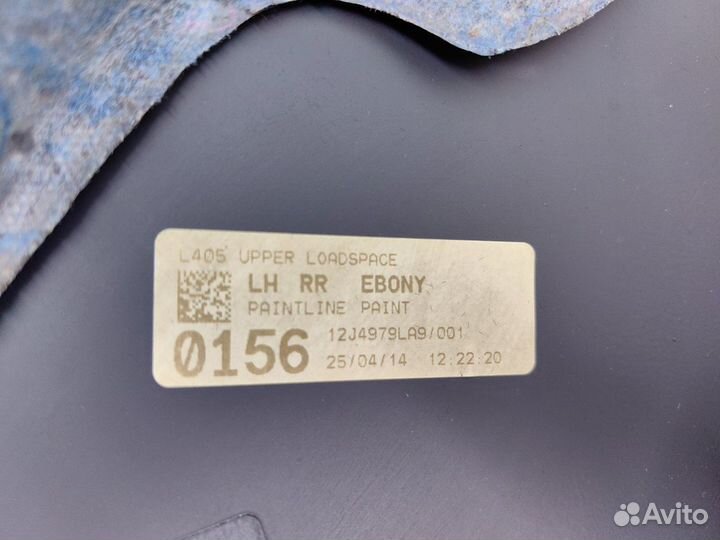 L405 UPPER LOADSPACE
LH RR EBONY
PAINTLINE PAINT
0156
12J4979LA9/001
25/04/14 12:22:20
Avito